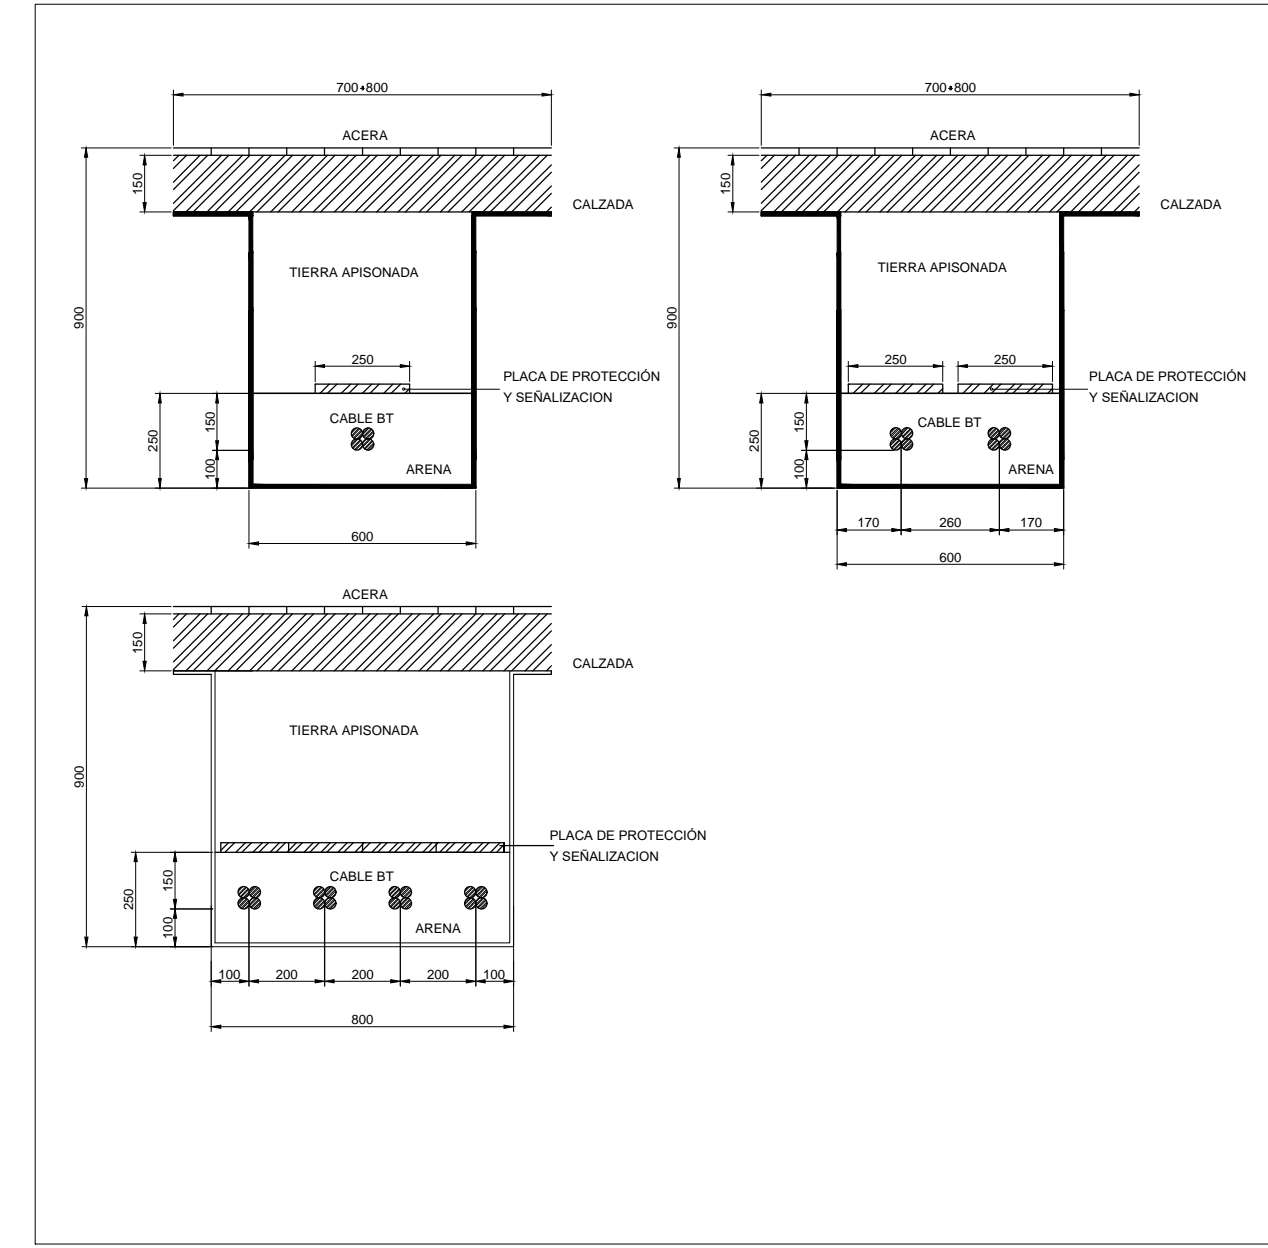 700÷800
ACERA
150
CALZADA
TIERRA APISONADA
900
250
PLACA DE PROTECCIÓN
Y SEÑALIZACION
250
150
CABLE BT
100
ARENA
600
700÷800
ACERA
150
CALZADA
TIERRA APISONADA
900
250
250
PLACA DE PROTECCIÓN
Y SEÑALIZACION
250
150
CABLE BT
100
ARENA
170
260
170
600
ACERA
150
CALZADA
TIERRA APISONADA
900
PLACA DE PROTECCIÓN
Y SEÑALIZACION
250
150
CABLE BT
100
ARENA
100
200
200
200
100
800